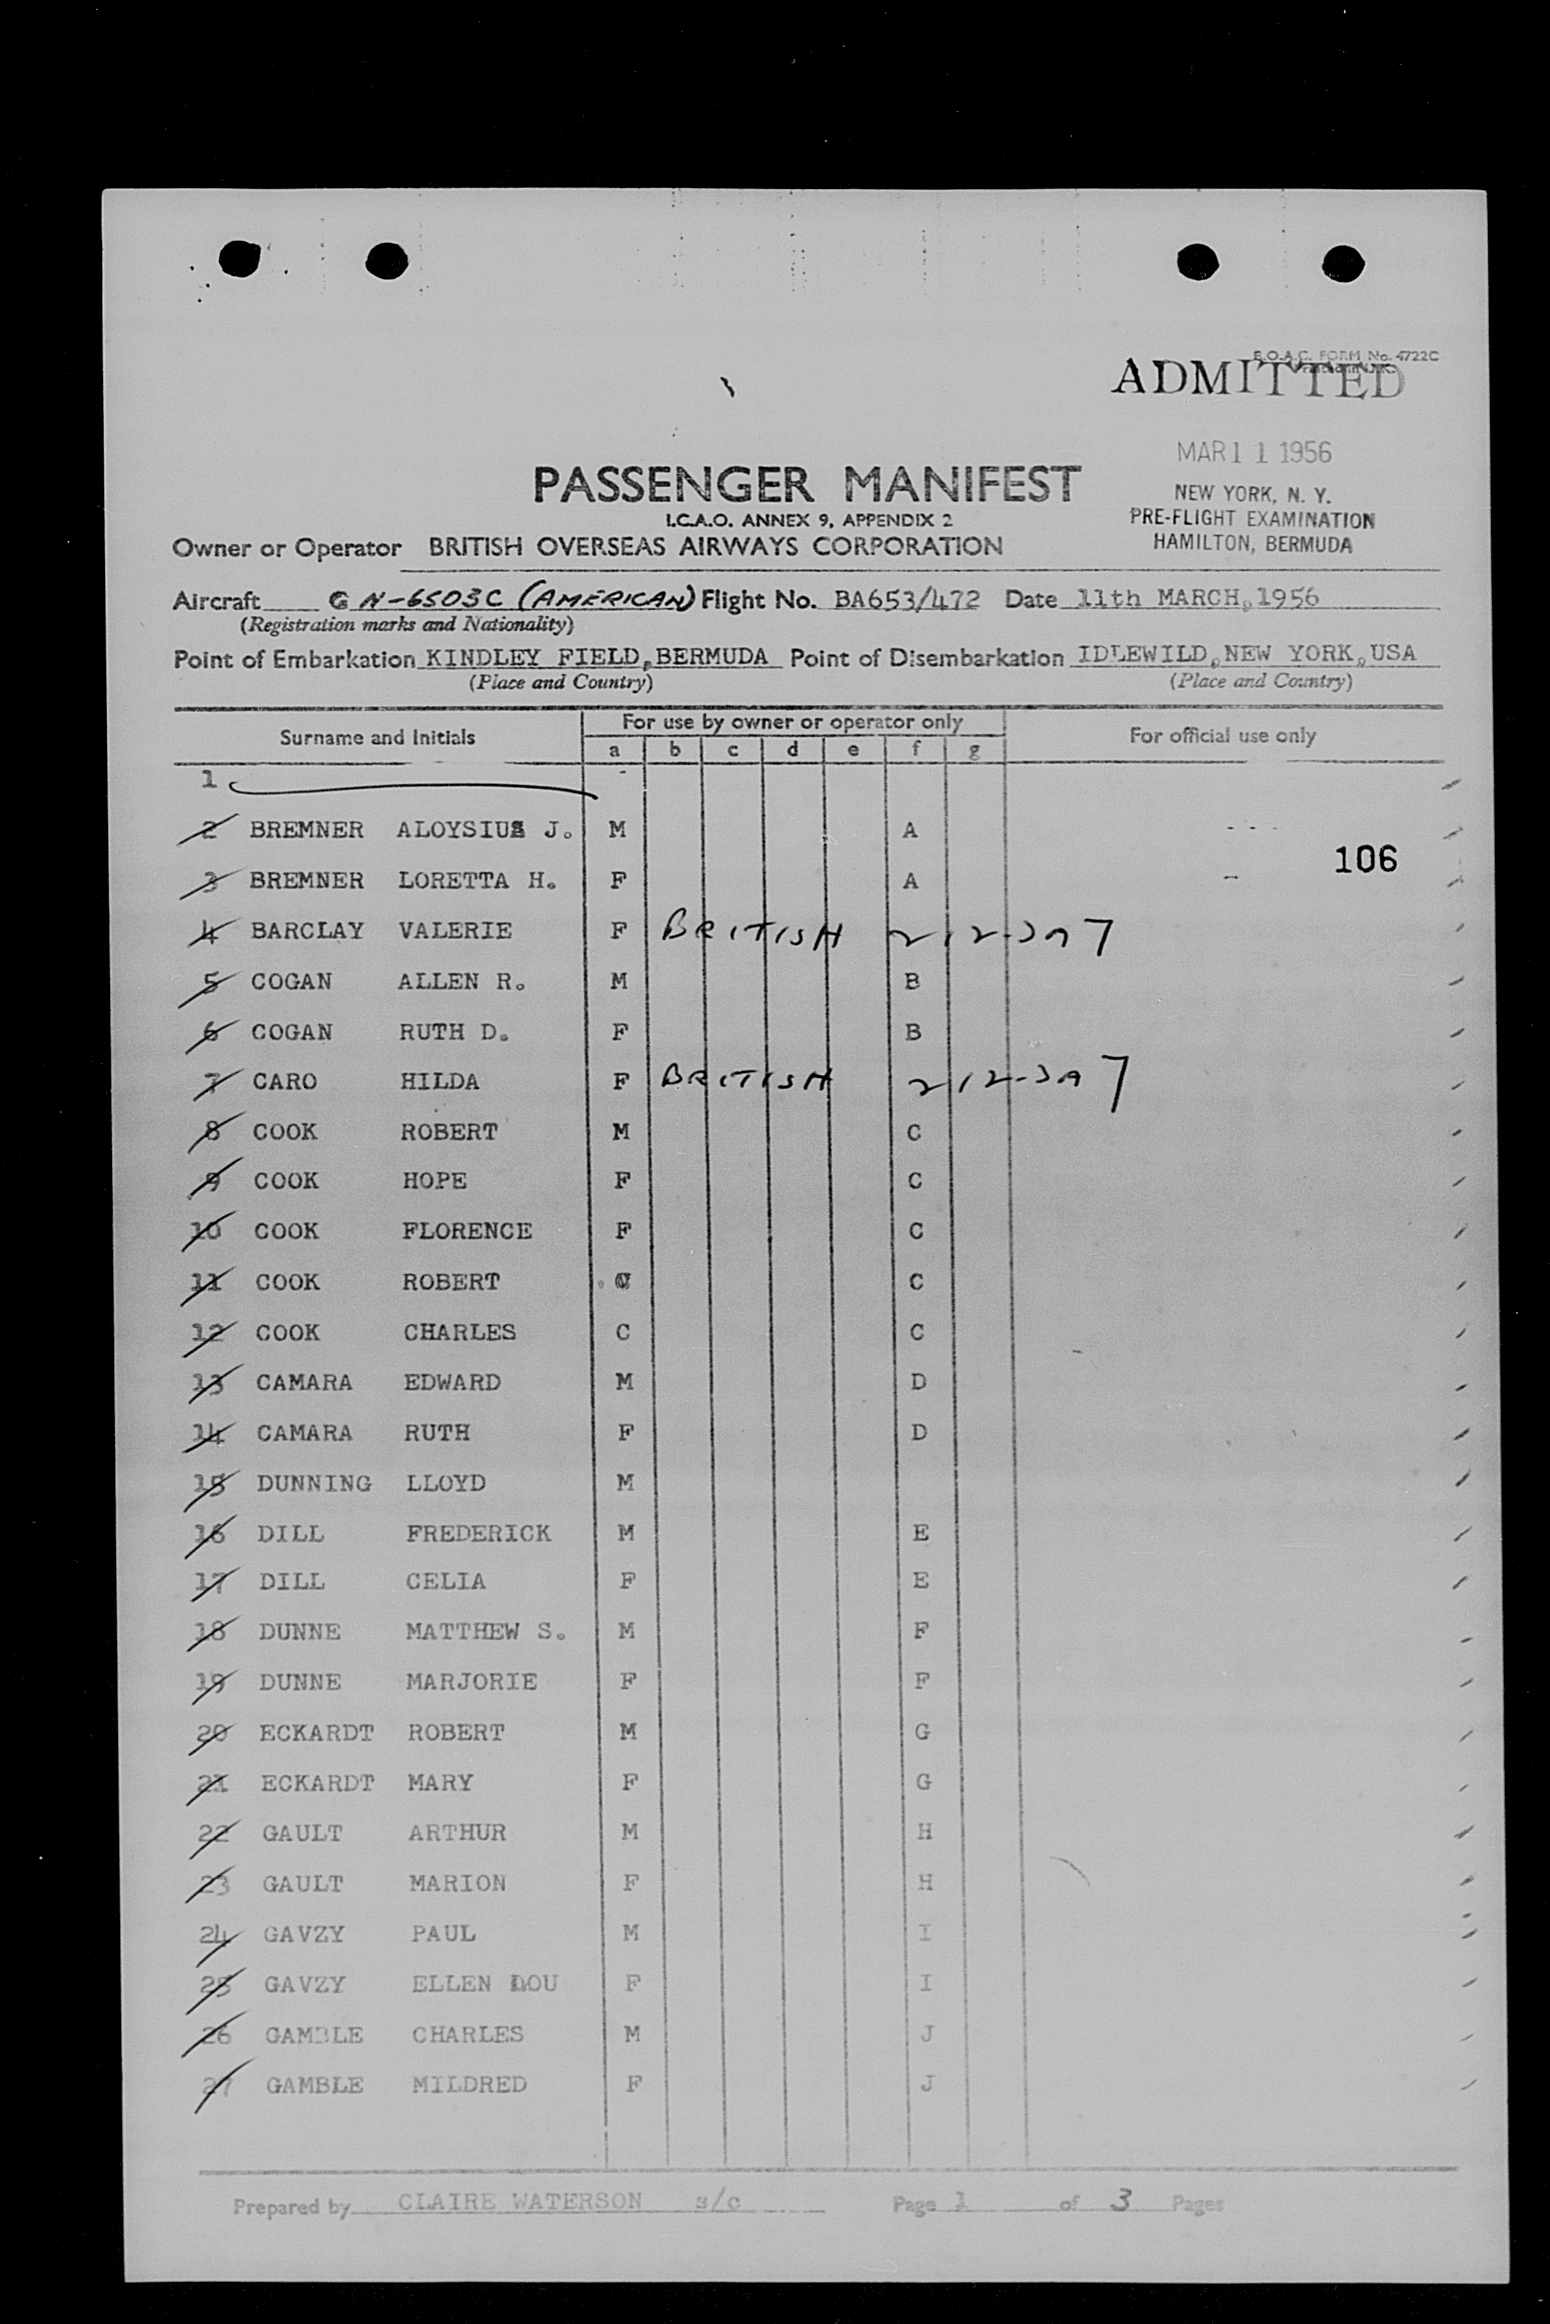 B.O.A.C. FORM No. 4722C
ADMITTED
MAR 11 1956
PASSENGER MANIFEST
NEW YORK, N. Y.
I.C.A.O. ANNEX 9, APPENDIX 2
PRE-FLIGHT EXAMINATION
Owner or Operator BRITISH OVERSEAS AIRWAYS CORPORATION
HAMILTON, BERMUDA
Aircraft G N-6503C (AMERICAN) Flight No. BA653/472 Date 11th MARCH,1956
(Registration marks and Nationality)
Point of Embarkation KINDLEY FIELD,BERMUDA Point of Disembarkation IDLEWILD,NEW YORK,USA
(Place and Country) (Place and Country)
Surname and Initials For use by owner or operator only For official use only
a b c d e f g
1
2 BREMNER ALOYSIUS J. M A
106
3 BREMNER LORETTA H. F A
4 BARCLAY VALERIE F BRITISH
5 COGAN ALLEN R. M B
6 COGAN RUTH D. F B
7 CARO HILDA F BRITISH
8 COOK ROBERT M C
9 COOK HOPE F C
10 COOK FLORENCE F C
11 COOK ROBERT C C
12 COOK CHARLES C C
13 CAMARA EDWARD M D
14 CAMARA RUTH F D
15 DUNNING LLOYD M
16 DILL FREDERICK M E
17 DILL CELIA F E
18 DUNNE MATTHEW S. M F
19 DUNNE MARJORIE F F
20 ECKARDT ROBERT M G
21 ECKARDT MARY F G
22 GAULT ARTHUR M H
23 GAULT MARION F H
24 GAVZY PAUL M I
25 GAVZY ELLEN LOU F I
26 GAMBLE CHARLES M J
27 GAMBLE MILDRED F J
Prepared by CLAIRE WATERSON s/c Page 1 of 3 Pages